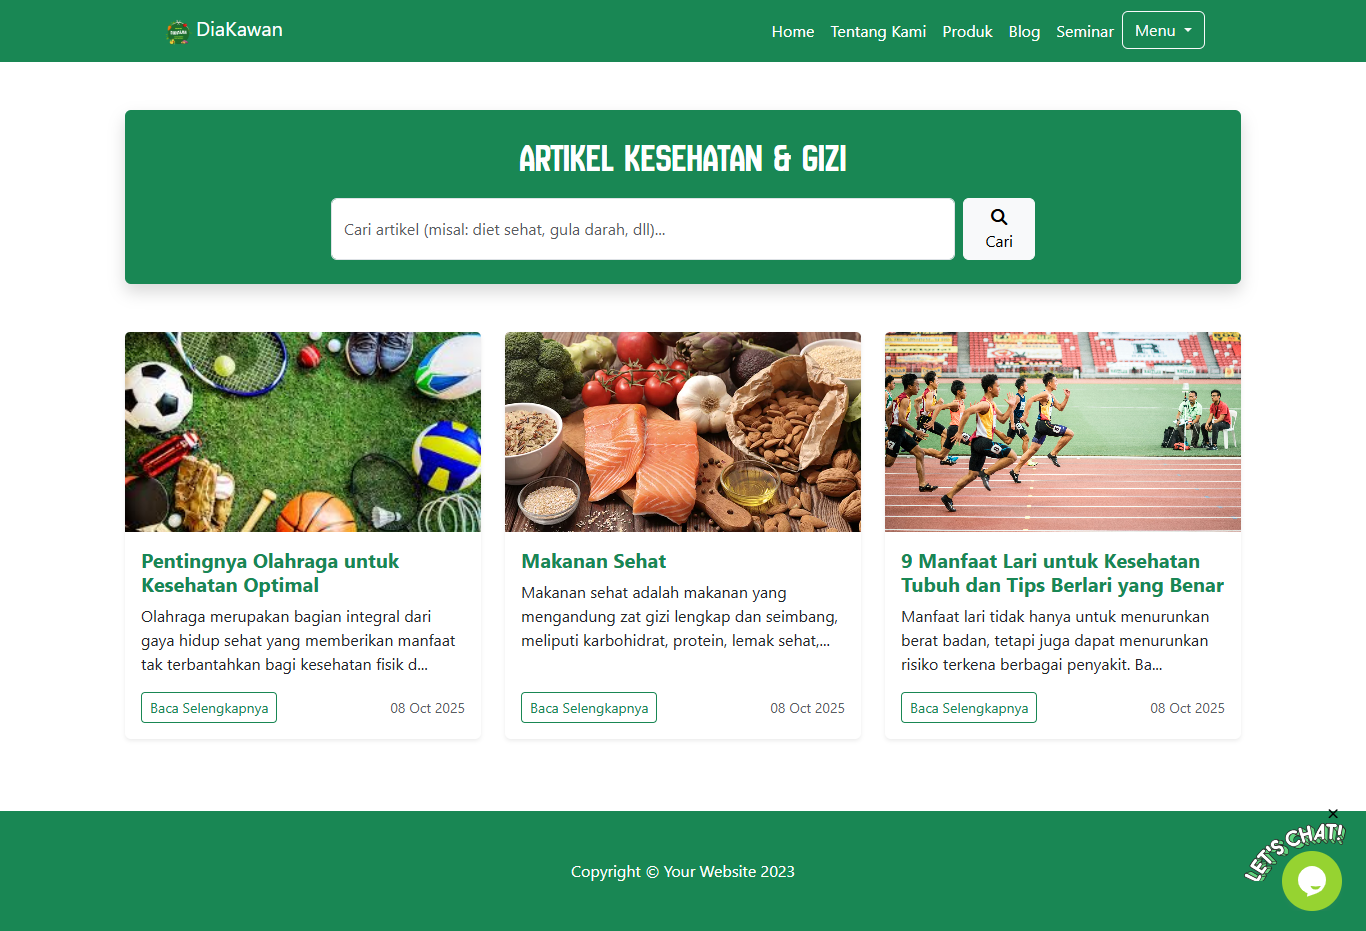 DiaKawan
Home Tentang Kami Produk Blog Seminar Menu
ARTIKEL KESEHATAN & GIZI
Cari artikel (misal: diet sehat, gula darah, dll)...
Cari
Pentingnya Olahraga untuk
Kesehatan Optimal
Olahraga merupakan bagian integral dari
gaya hidup sehat yang memberikan manfaat
tak terbantahkan bagi kesehatan fisik d...
Baca Selengkapnya
08 Oct 2025
Makanan Sehat
Makanan sehat adalah makanan yang
mengandung zat gizi lengkap dan seimbang,
meliputi karbohidrat, protein, lemak sehat,...
Baca Selengkapnya
08 Oct 2025
9 Manfaat Lari untuk Kesehatan
Tubuh dan Tips Berlari yang Benar
Manfaat lari tidak hanya untuk menurunkan
berat badan, tetapi juga dapat menurunkan
risiko terkena berbagai penyakit. Ba...
Baca Selengkapnya
08 Oct 2025
LET'S CHAT!
Copyright © Your Website 2023